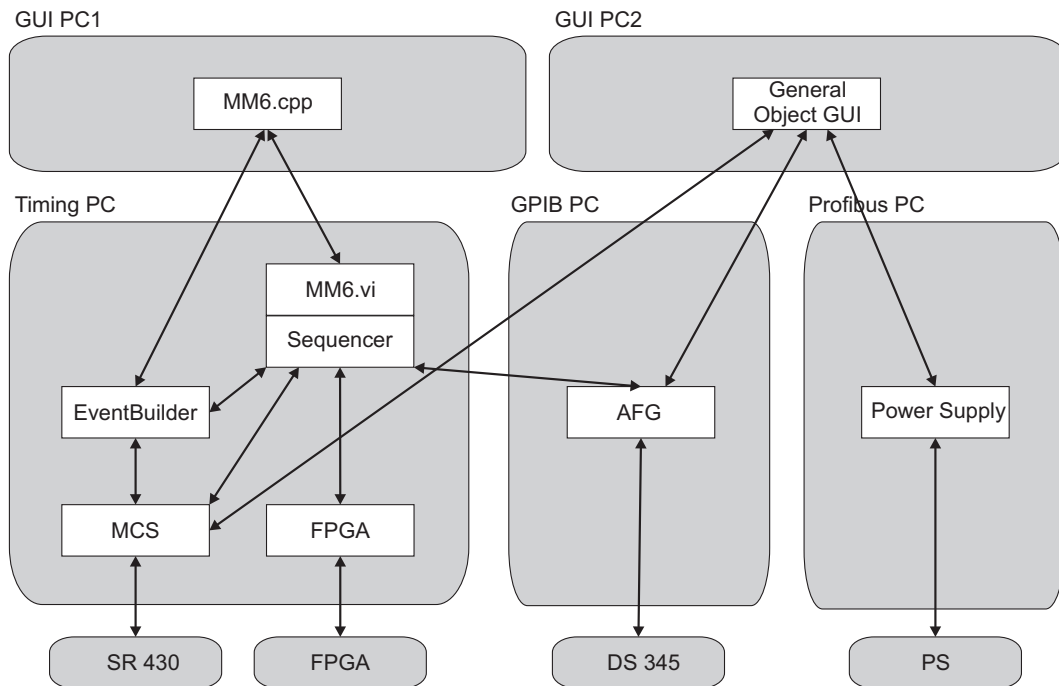 GUI PC1
GUI PC2
MM6.cpp
General
Object GUI
Timing PC
GPIB PC
Profibus PC
MM6.vi
Sequencer
EventBuilder
AFG
Power Supply
MCS
FPGA
SR 430
FPGA
DS 345
PS